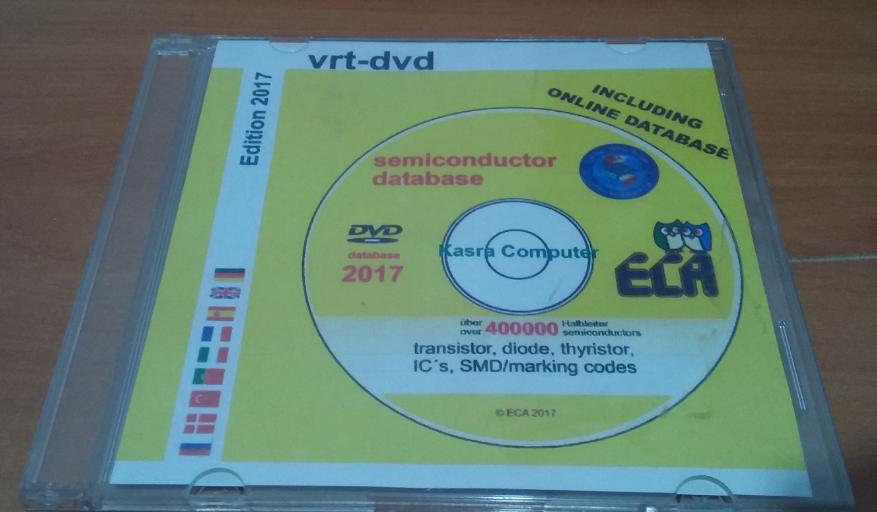 vrt-dvd
Edition 2017
INCLUDING
ONLINE DATABASE
semiconductor
database
DVD
database
2017
Kasra Computer
ECA
über 400000 Halbleiter
over semiconductors
transistor, diode, thyristor,
IC´s, SMD/marking codes
© ECA 2017